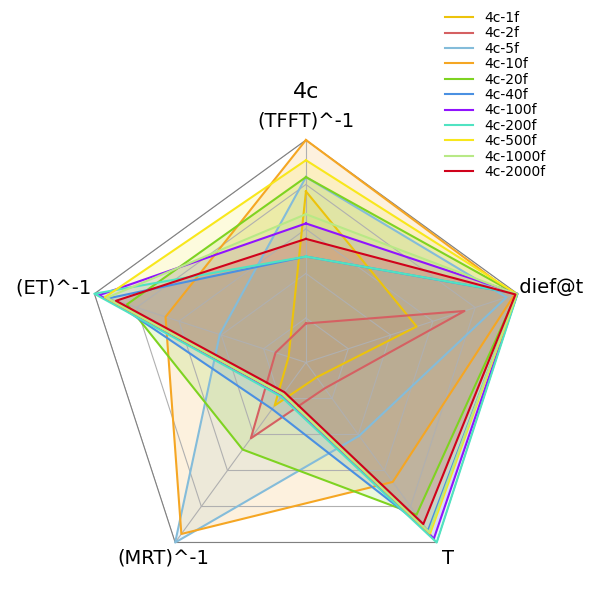 4c-1f
4c-2f
4c-5f
4c-10f
4c-20f
4c-40f
4c-100f
4c-200f
4c-500f
4c-1000f
4c-2000f
4c
(TFFT)^-1
(ET)^-1
dief@t
(MRT)^-1
T